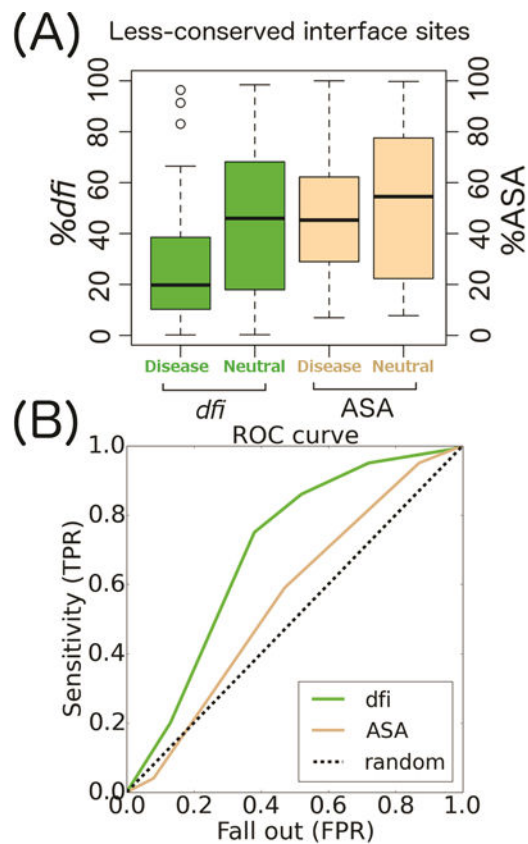 (A) Less-conserved interface sites
100 100
80 80
60 60
40 40
20 20
0 0
%dfi
%ASA
Disease Neutral Disease Neutral
dfi ASA
(B)
ROC curve
1.0
0.8
0.6
0.4
0.2
0.0
Sensitivity (TPR)
dfi
ASA
random
0.0 0.2 0.4 0.6 0.8 1.0
Fall out (FPR)